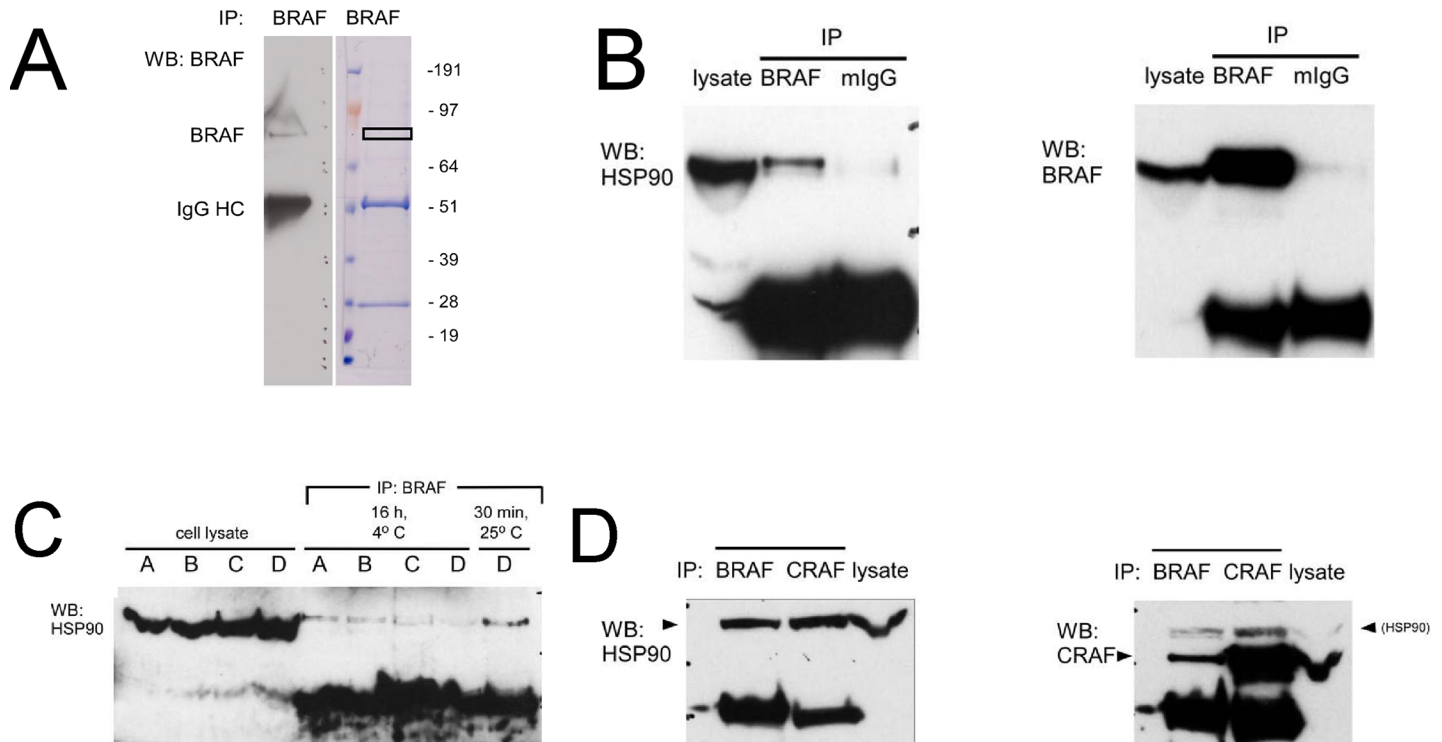 A
IP: BRAF BRAF
WB: BRAF
BRAF
IgG HC
-191
- 97
- 64
- 51
- 39
- 28
- 19
B
IP
lysate BRAF mIgG
WB:
HSP90
IP
lysate BRAF mIgG
WB:
BRAF
C
IP: BRAF
16 h,
4º C
30 min,
25º C
cell lysate
A B C D A B C D D
WB:
HSP90
D
IP: BRAF CRAF lysate
WB:
HSP90
IP: BRAF CRAF lysate
WB:
CRAF
(HSP90)